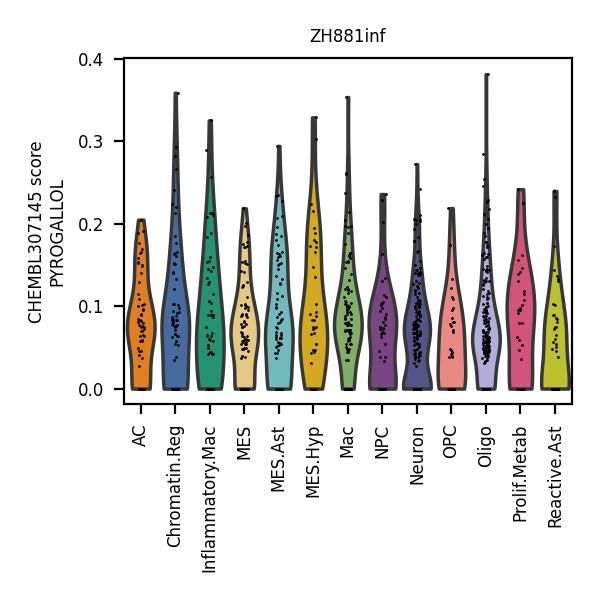 ZH881inf
CHEMBL307145 score
PYROGALLOL
0.4
0.3
0.2
0.1
0.0
AC
Chromatin.Reg
Inflammatory.Mac
MES
MES.Ast
MES.Hyp
Mac
NPC
Neuron
OPC
Oligo
Prolif.Metab
Reactive.Ast